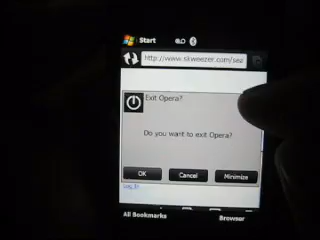 Start
http://www.skweezer.com/sea
Exit Opera?
Do you want to exit Opera?
OK
Cancel
Minimize
All Bookmarks
Browser